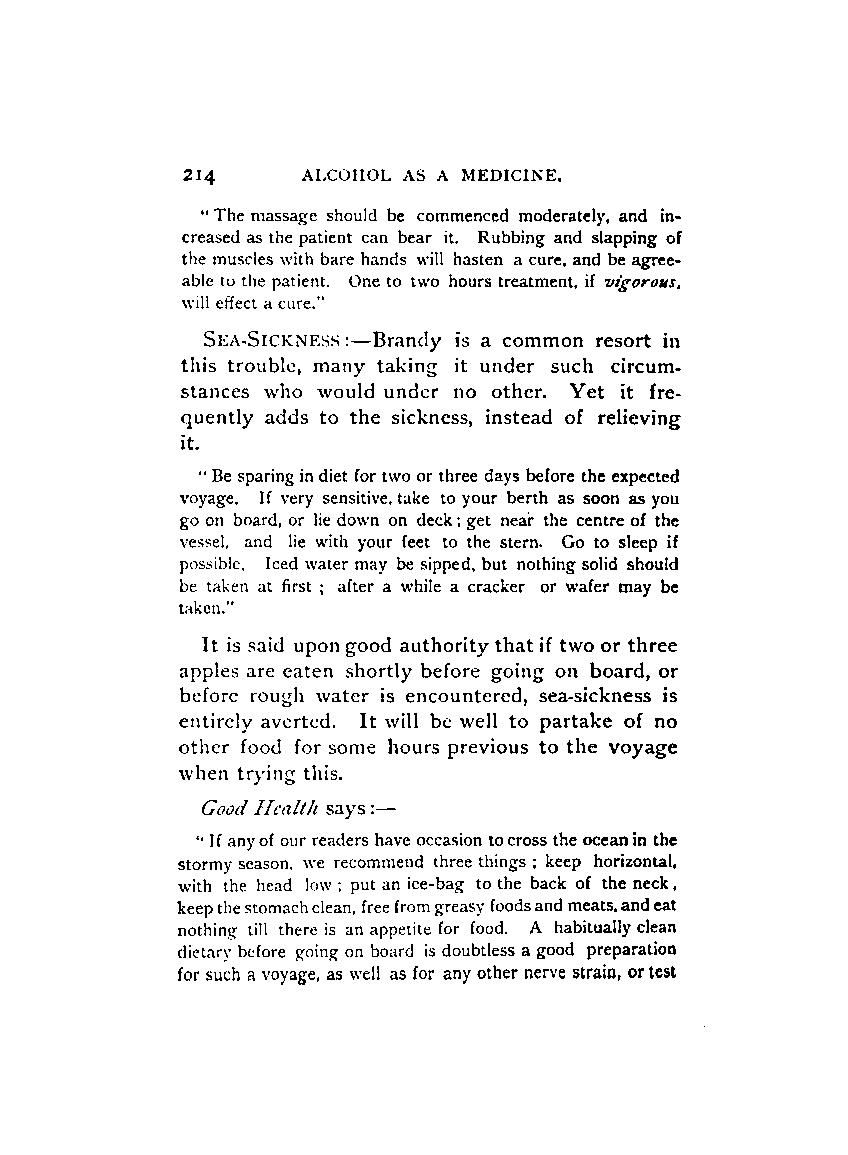 214 ALCOHOL AS A MEDICINE.
“ The massage should be commenced moderately, and in-
creased as the patient can bear it. Rubbing and slapping of
the muscles with bare hands will hasten a cure, and be agree-
able to the patient. One to two hours treatment, if vigorous,
will effect a cure.”
SEA-SICKNESS :—Brandy is a common resort in
this trouble, many taking it under such circum-
stances who would under no other. Yet it fre-
quently adds to the sickness, instead of relieving
it.
“ Be sparing in diet for two or three days before the expected
voyage. If very sensitive, take to your berth as soon as you
go on board, or lie down on deck ; get near the centre of the
vessel, and lie with your feet to the stern. Go to sleep if
possible. Iced water may be sipped, but nothing solid should
be taken at first ; after a while a cracker or wafer may be
taken.”
It is said upon good authority that if two or three
apples are eaten shortly before going on board, or
before rough water is encountered, sea-sickness is
entirely averted. It will be well to partake of no
other food for some hours previous to the voyage
when trying this.
Good Health says :—
“ If any of our readers have occasion to cross the ocean in the
stormy season, we recommend three things ; keep horizontal,
with the head low ; put an ice-bag to the back of the neck,
keep the stomach clean, free from greasy foods and meats, and eat
nothing till there is an appetite for food. A habitually clean
dietary before going on board is doubtless a good preparation
for such a voyage, as well as for any other nerve strain, or test